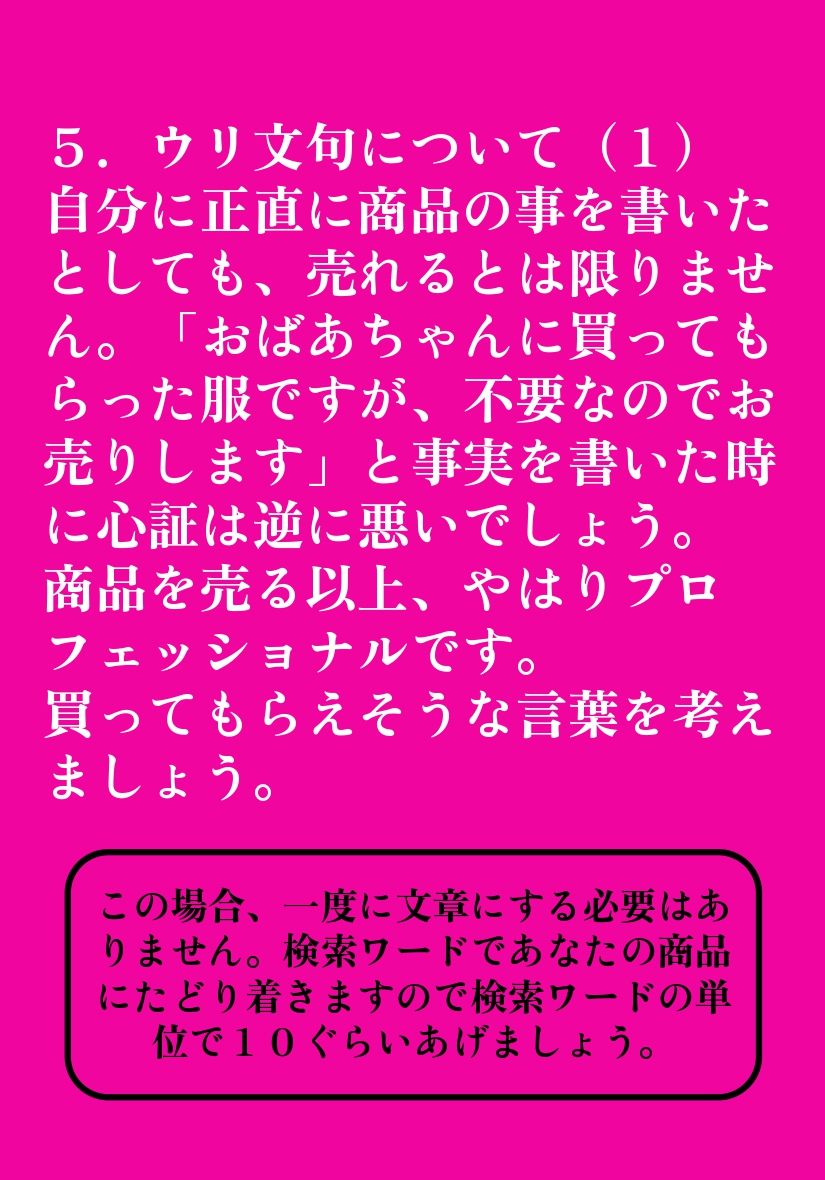 ５．ウリ文句について（１）
自分に正直に商品の事を書いた
としても、売れるとは限りませ
ん。「おばあちゃんに買っても
らった服ですが、不要なのでお
売りします」と事実を書いた時
に心証は逆に悪いでしょう。
商品を売る以上、やはりプロ
フェッショナルです。
買ってもらえそうな言葉を考え
ましょう。
この場合、一度に文章にする必要はあ
りません。検索ワードであなたの商品
にたどり着きますので検索ワードの単
位で１０ぐらいあげましょう。